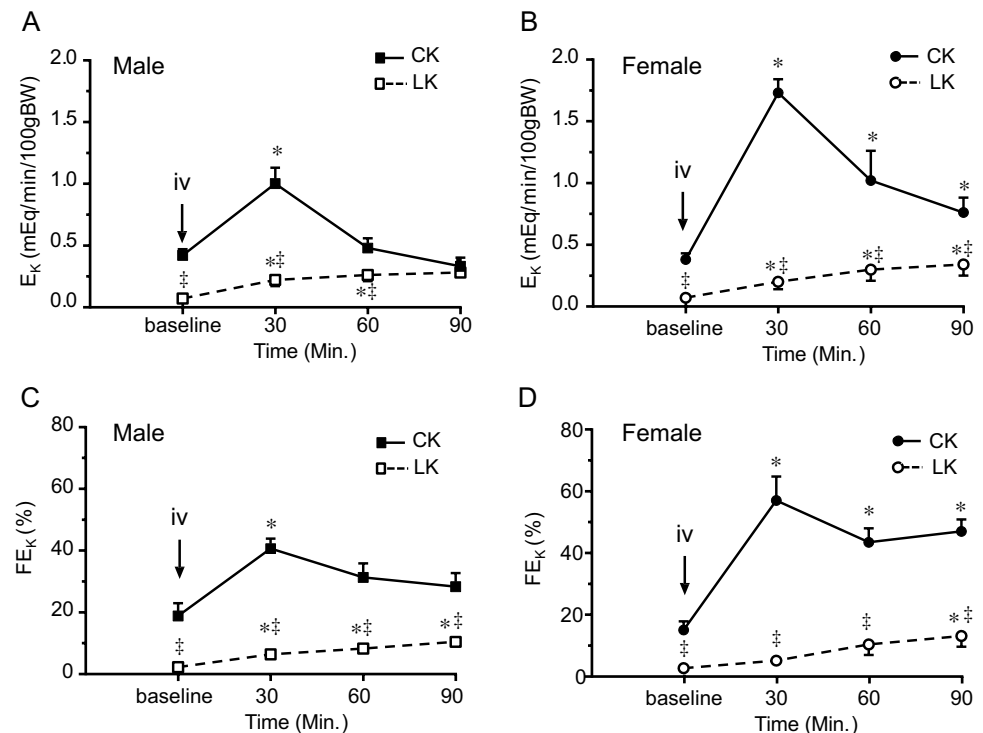 A
Male
CK
LK
2.0
1.5
1.0
0.5
0.0
E_K (mEq/min/100gBW)
iv
*
‡
*‡
*‡
baseline 30 60 90
Time (Min.)
B
Female
CK
LK
2.0
1.5
1.0
0.5
0.0
E_K (mEq/min/100gBW)
iv
*
*
*
‡
*‡
*‡
*‡
baseline 30 60 90
Time (Min.)
C
Male
CK
LK
80
60
40
20
0
FE_K (%)
iv
*
‡
*‡
*‡
*‡
baseline 30 60 90
Time (Min.)
D
Female
CK
LK
80
60
40
20
0
FE_K (%)
iv
*
*
*
‡
‡
‡
*‡
baseline 30 60 90
Time (Min.)